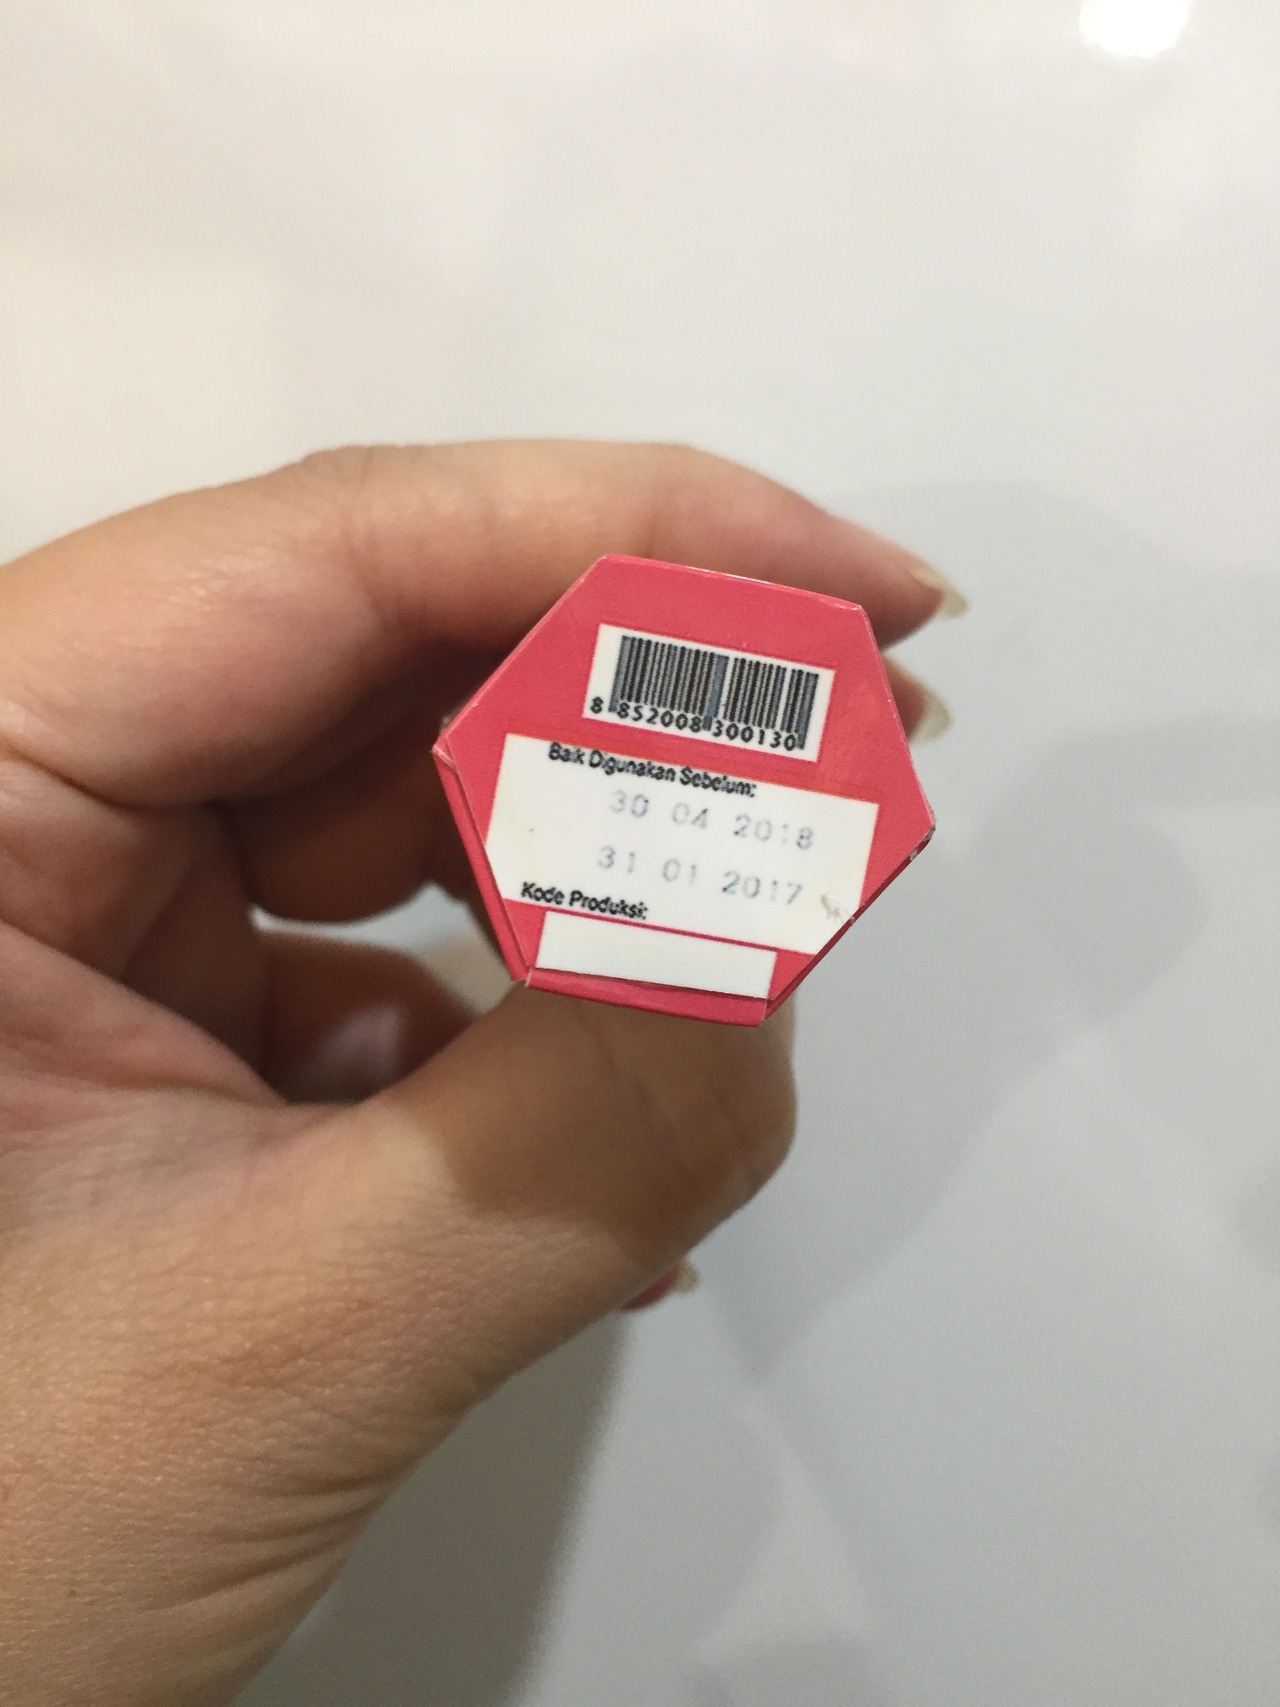 8 852008 300130
Baik Digunakan Sebelum:
30 04 2018
31 01 2017
Kode Produksi: